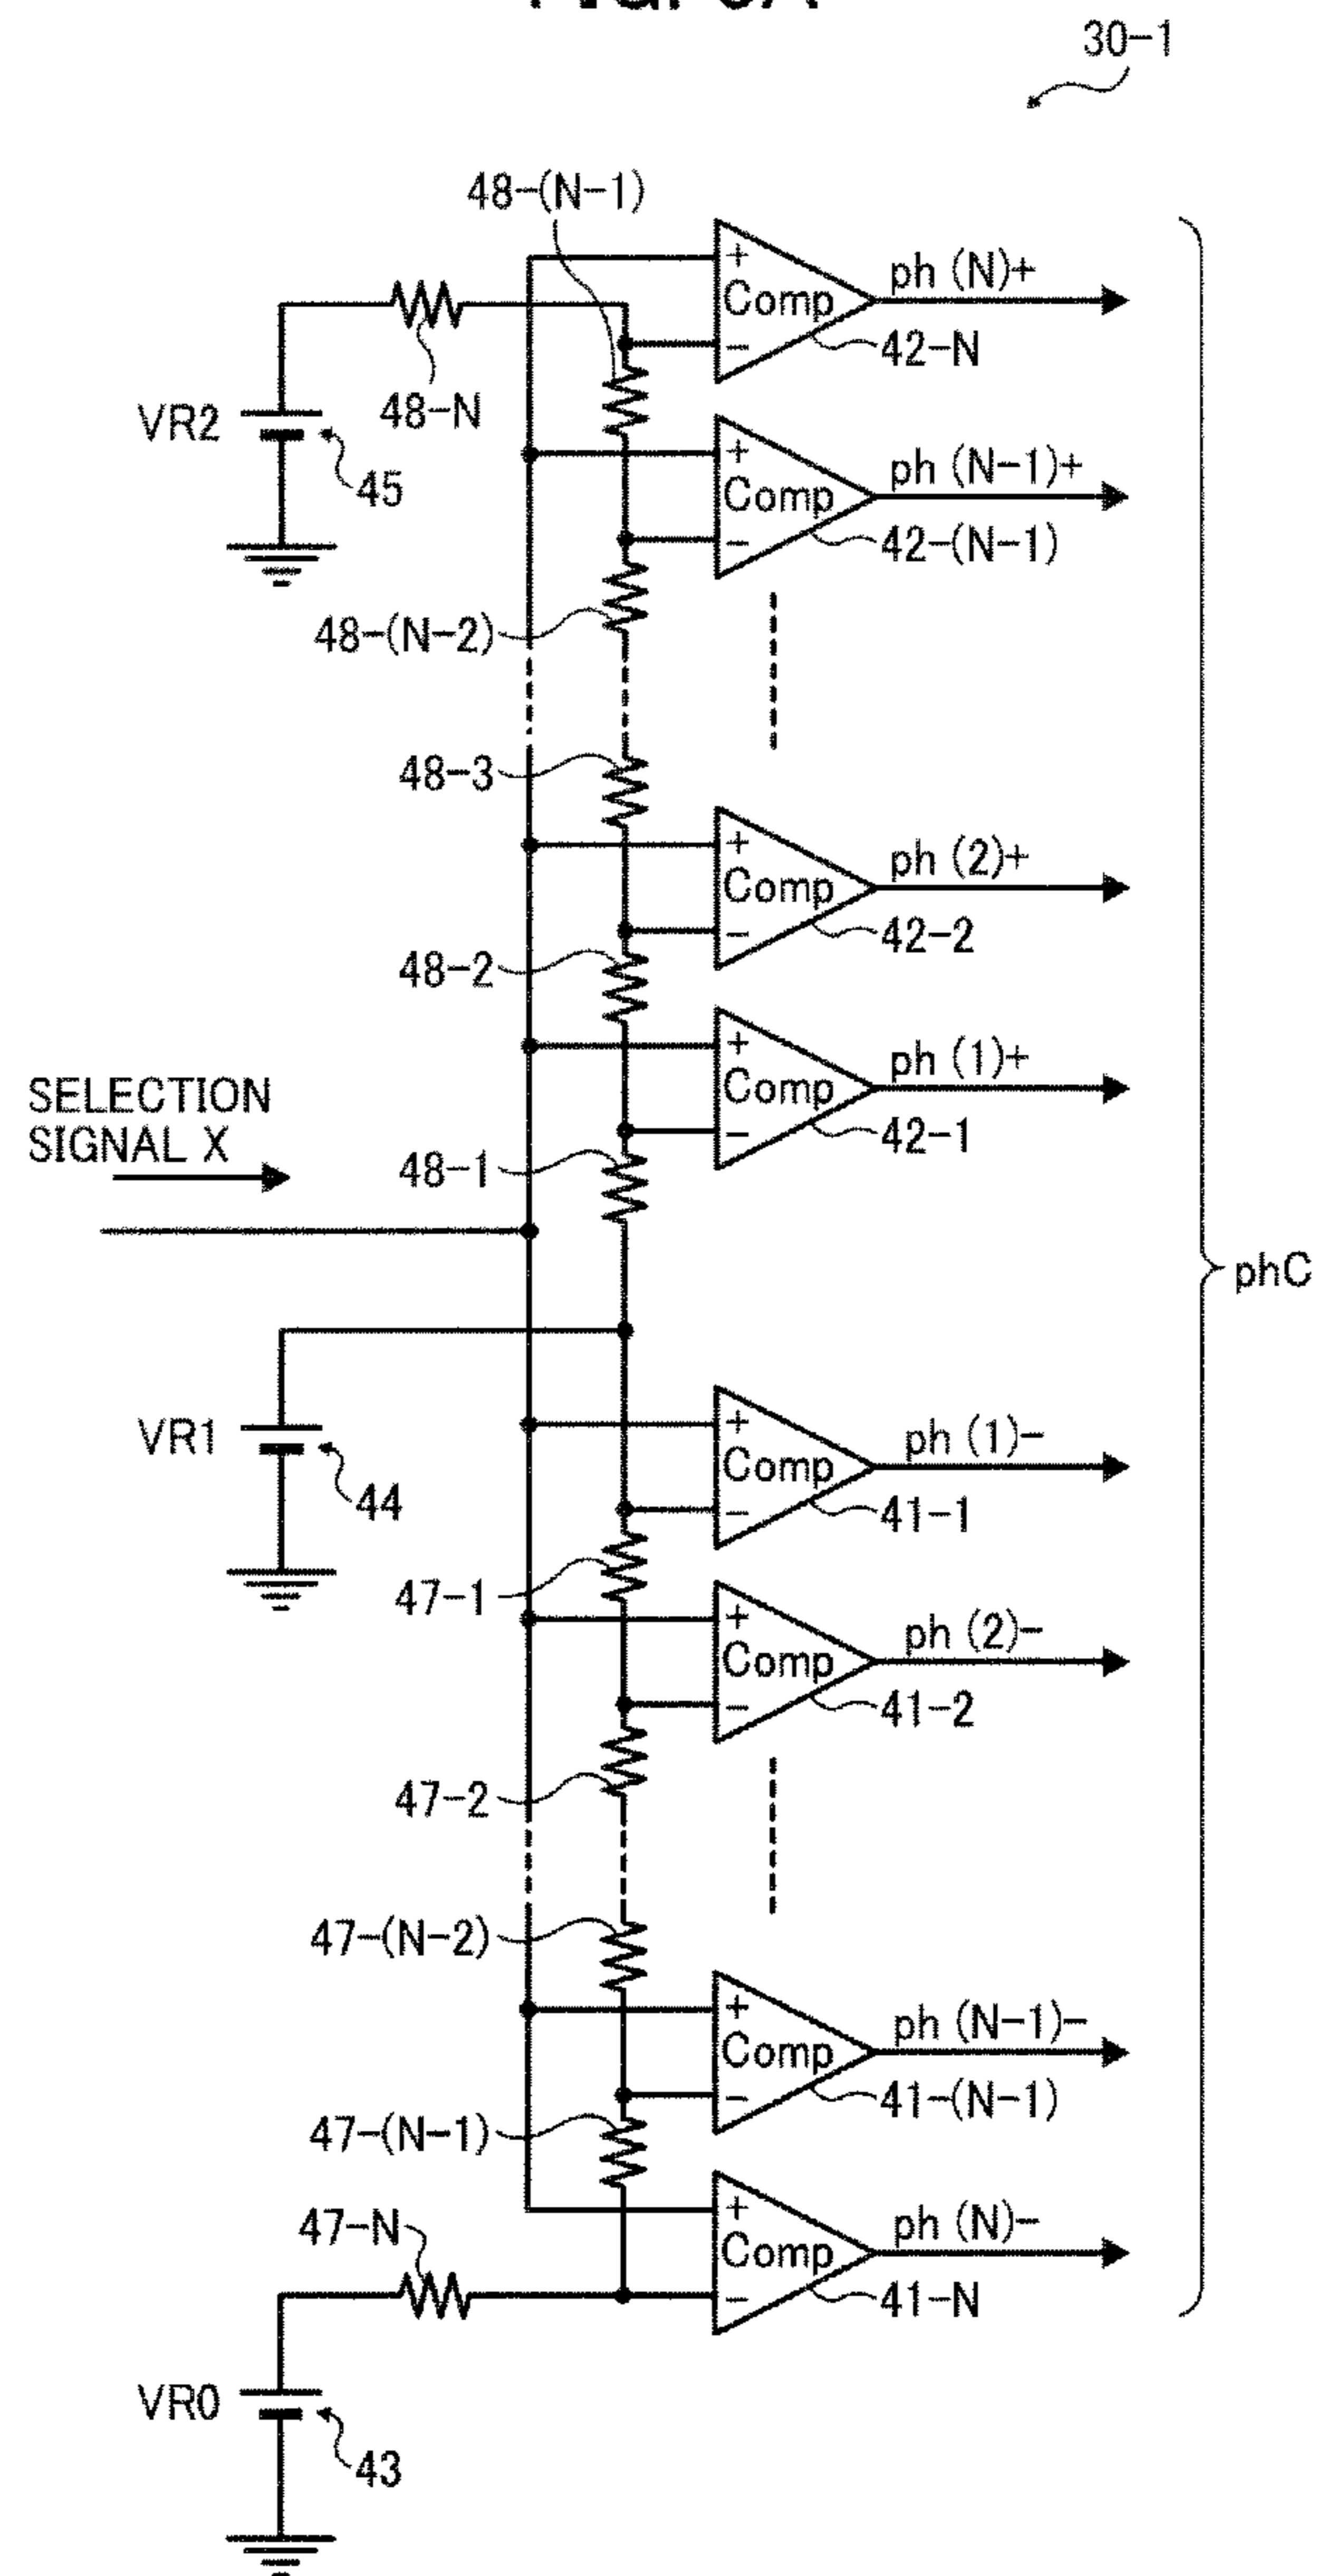 30-1
48-(N-1)
+
Comp
-
ph (N)+
42-N
48-N
VR2
45
+
Comp
-
ph (N-1)+
42-(N-1)
48-(N-2)
48-3
+
Comp
-
ph (2)+
42-2
48-2
+
Comp
-
ph (1)+
42-1
SELECTION
SIGNAL X
48-1
phC
VR1
44
+
Comp
-
ph (1)-
41-1
47-1
+
Comp
-
ph (2)-
41-2
47-2
47-(N-2)
+
Comp
-
ph (N-1)-
41-(N-1)
47-(N-1)
47-N
+
Comp
-
ph (N)-
41-N
VR0
43